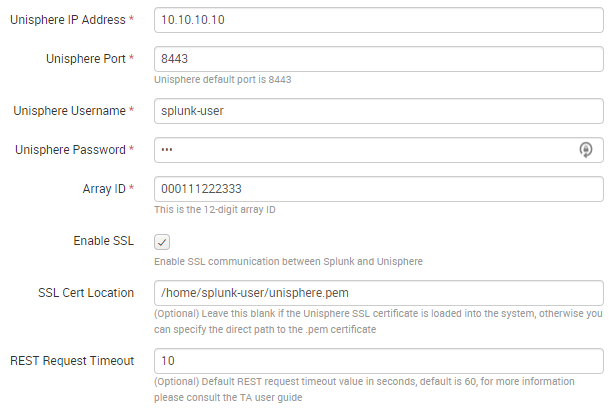 Unisphere IP Address * 10.10.10.10
Unisphere Port * 8443
Unisphere default port is 8443
Unisphere Username * splunk-user
Unisphere Password * •••
Array ID * 000111222333
This is the 12-digit array ID
Enable SSL
Enable SSL communication between Splunk and Unisphere
SSL Cert Location /home/splunk-user/unisphere.pem
(Optional) Leave this blank if the Unisphere SSL certificate is loaded into the system, otherwise you
can specify the direct path to the .pem certificate
REST Request Timeout 10
(Optional) Default REST request timeout value in seconds, default is 60, for more information
please consult the TA user guide